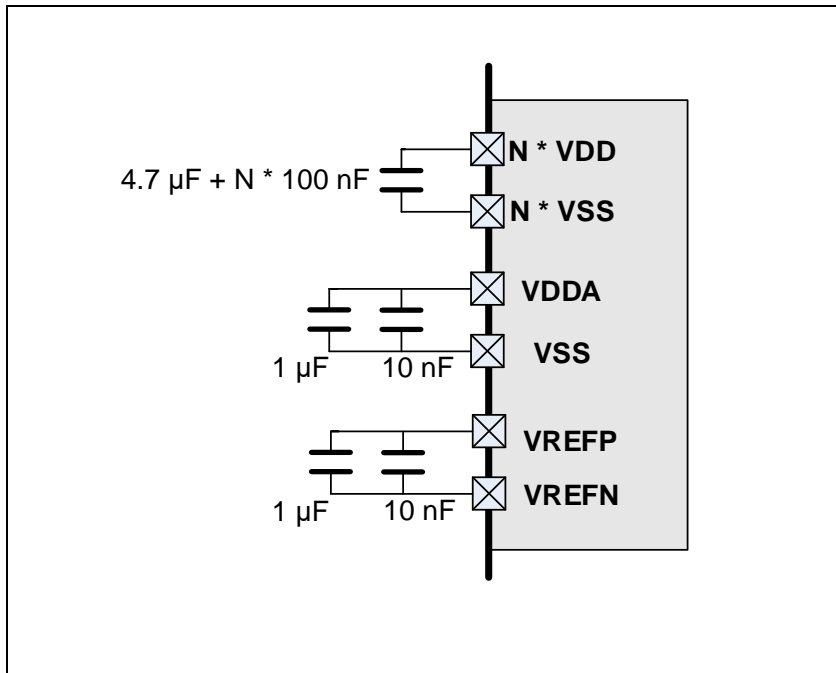 N * VDD
4.7 µF + N * 100 nF
N * VSS
VDDA
VSS
1 µF
10 nF
VREFP
VREFN
1 µF
10 nF